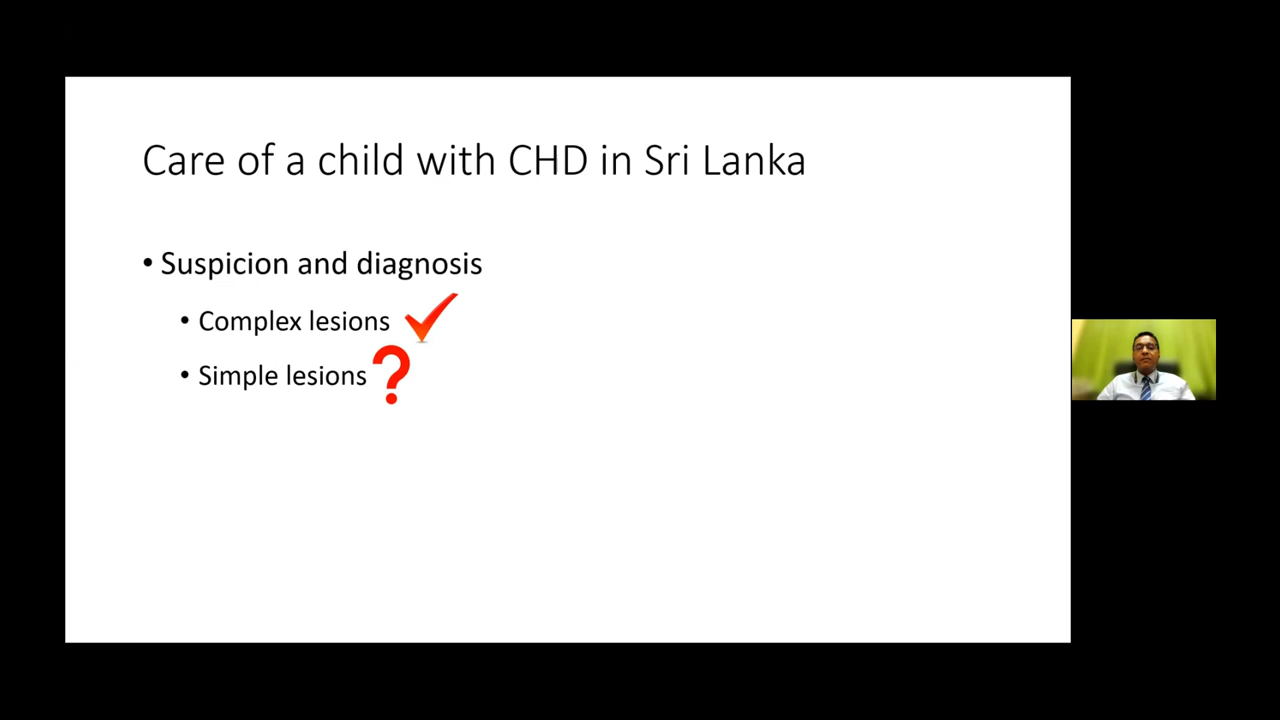 Care of a child with CHD in Sri Lanka
• Suspicion and diagnosis
• Complex lesions
• Simple lesions ?